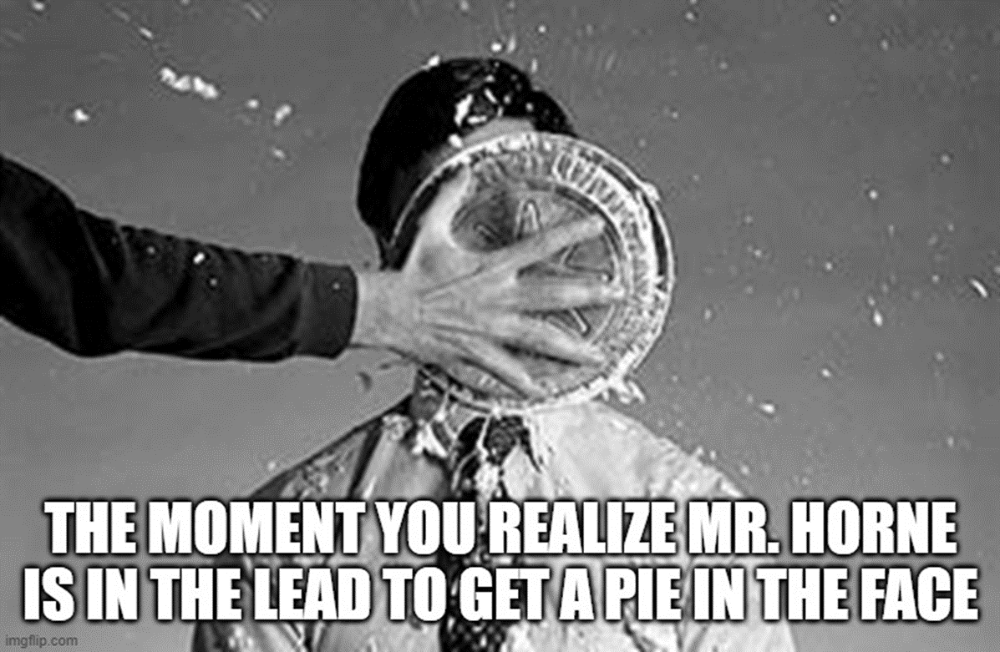 THE MOMENT YOU REALIZE MR. HORNE
IS IN THE LEAD TO GET A PIE IN THE FACE
imgflip.com